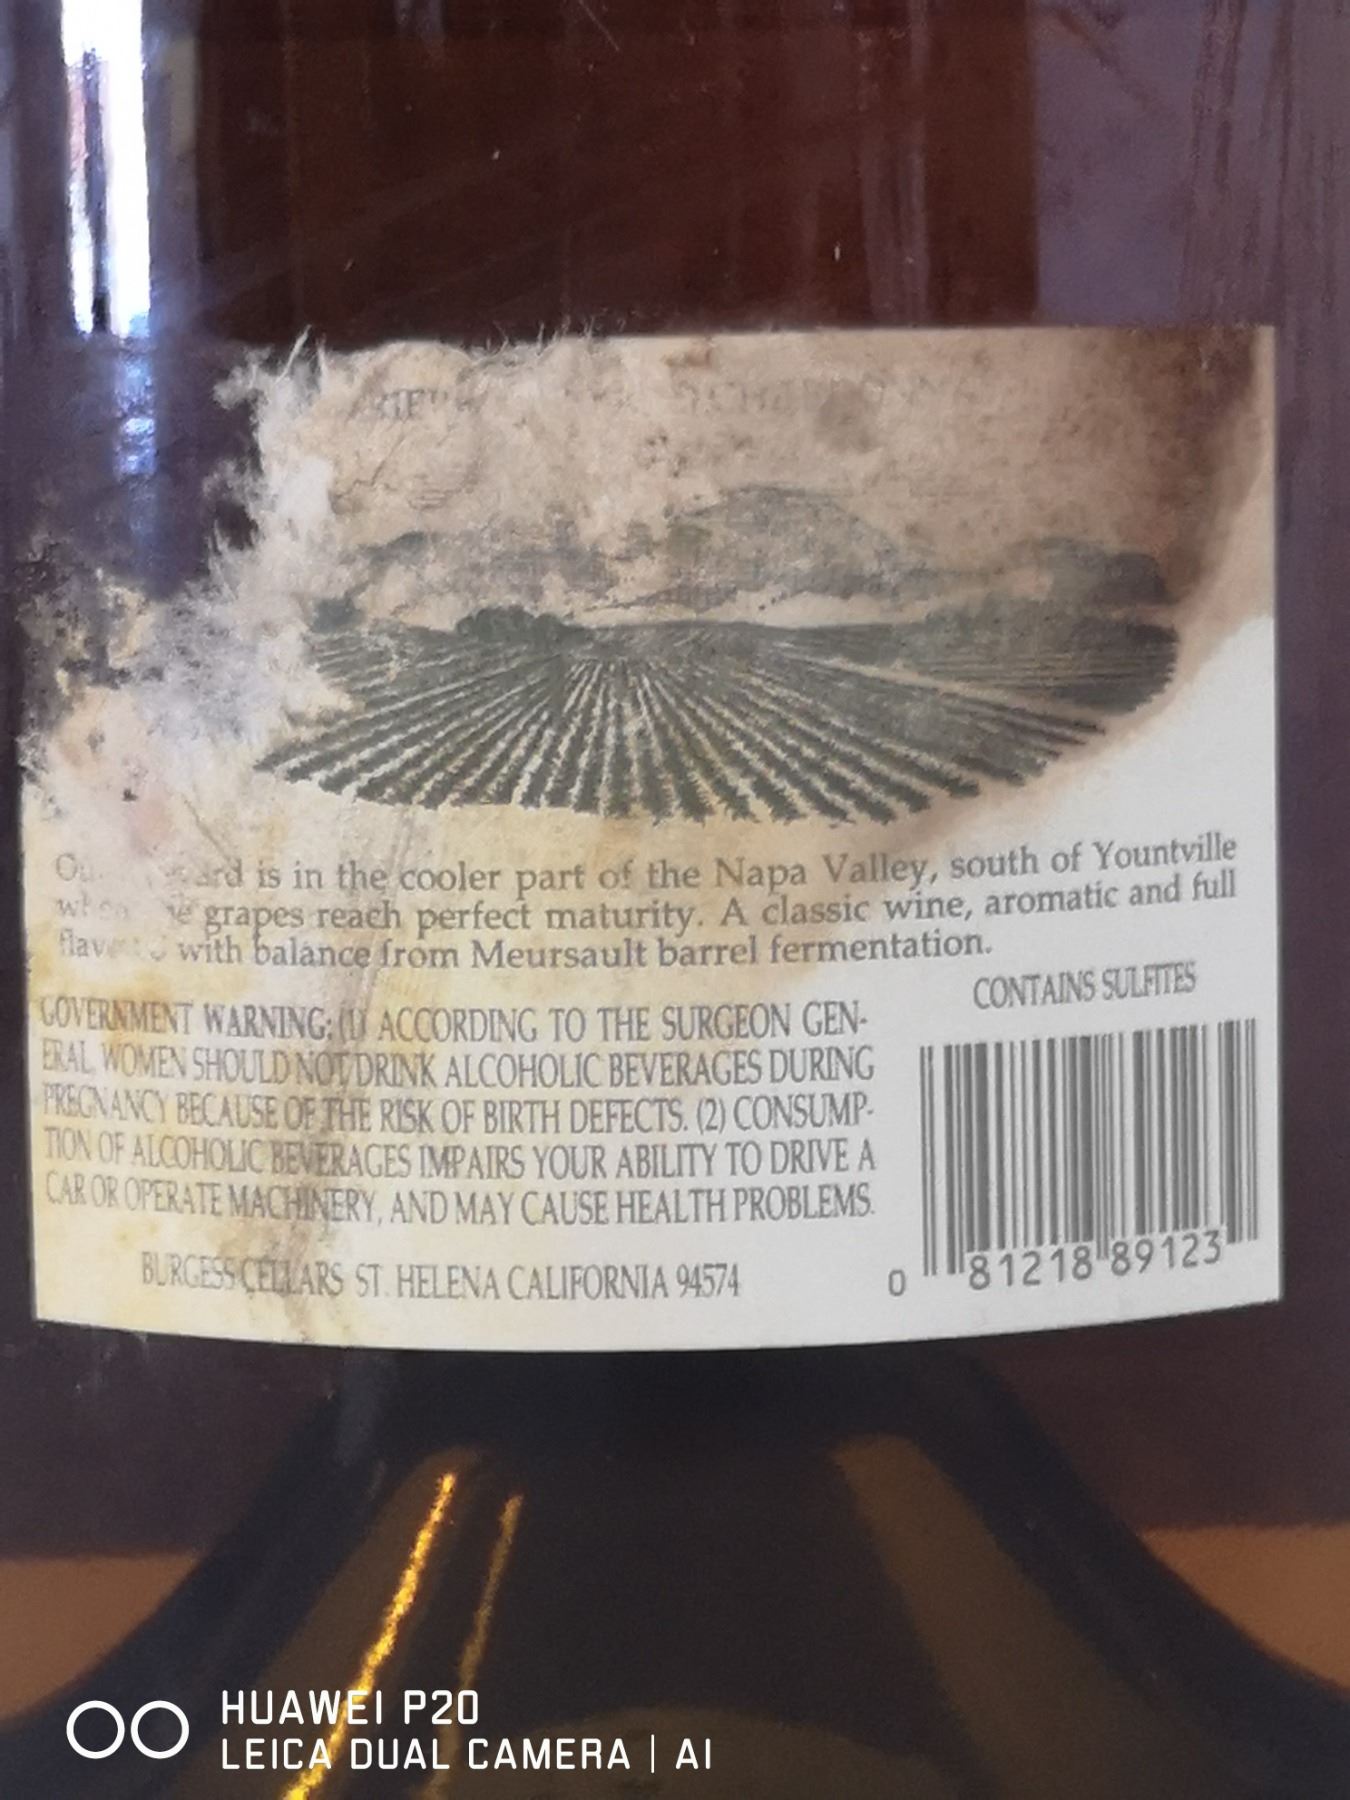 is in the cooler part of the Napa Valley, south of Yountville
grapes reach perfect maturity. A classic wine, aromatic and full
with balance from Meursault barrel fermentation.
CONTAINS SULFITES
GOVERNMENT WARNING: (1) ACCORDING TO THE SURGEON GEN-
ERAL, WOMEN SHOULD NOT DRINK ALCOHOLIC BEVERAGES DURING
PREGNANCY BECAUSE OF THE RISK OF BIRTH DEFECTS. (2) CONSUMP-
TION OF ALCOHOLIC BEVERAGES IMPAIRS YOUR ABILITY TO DRIVE A
CAR OR OPERATE MACHINERY, AND MAY CAUSE HEALTH PROBLEMS.
BURGESS CELLARS ST. HELENA CALIFORNIA 94574
0 81218 89123
HUAWEI P20
LEICA DUAL CAMERA | AI